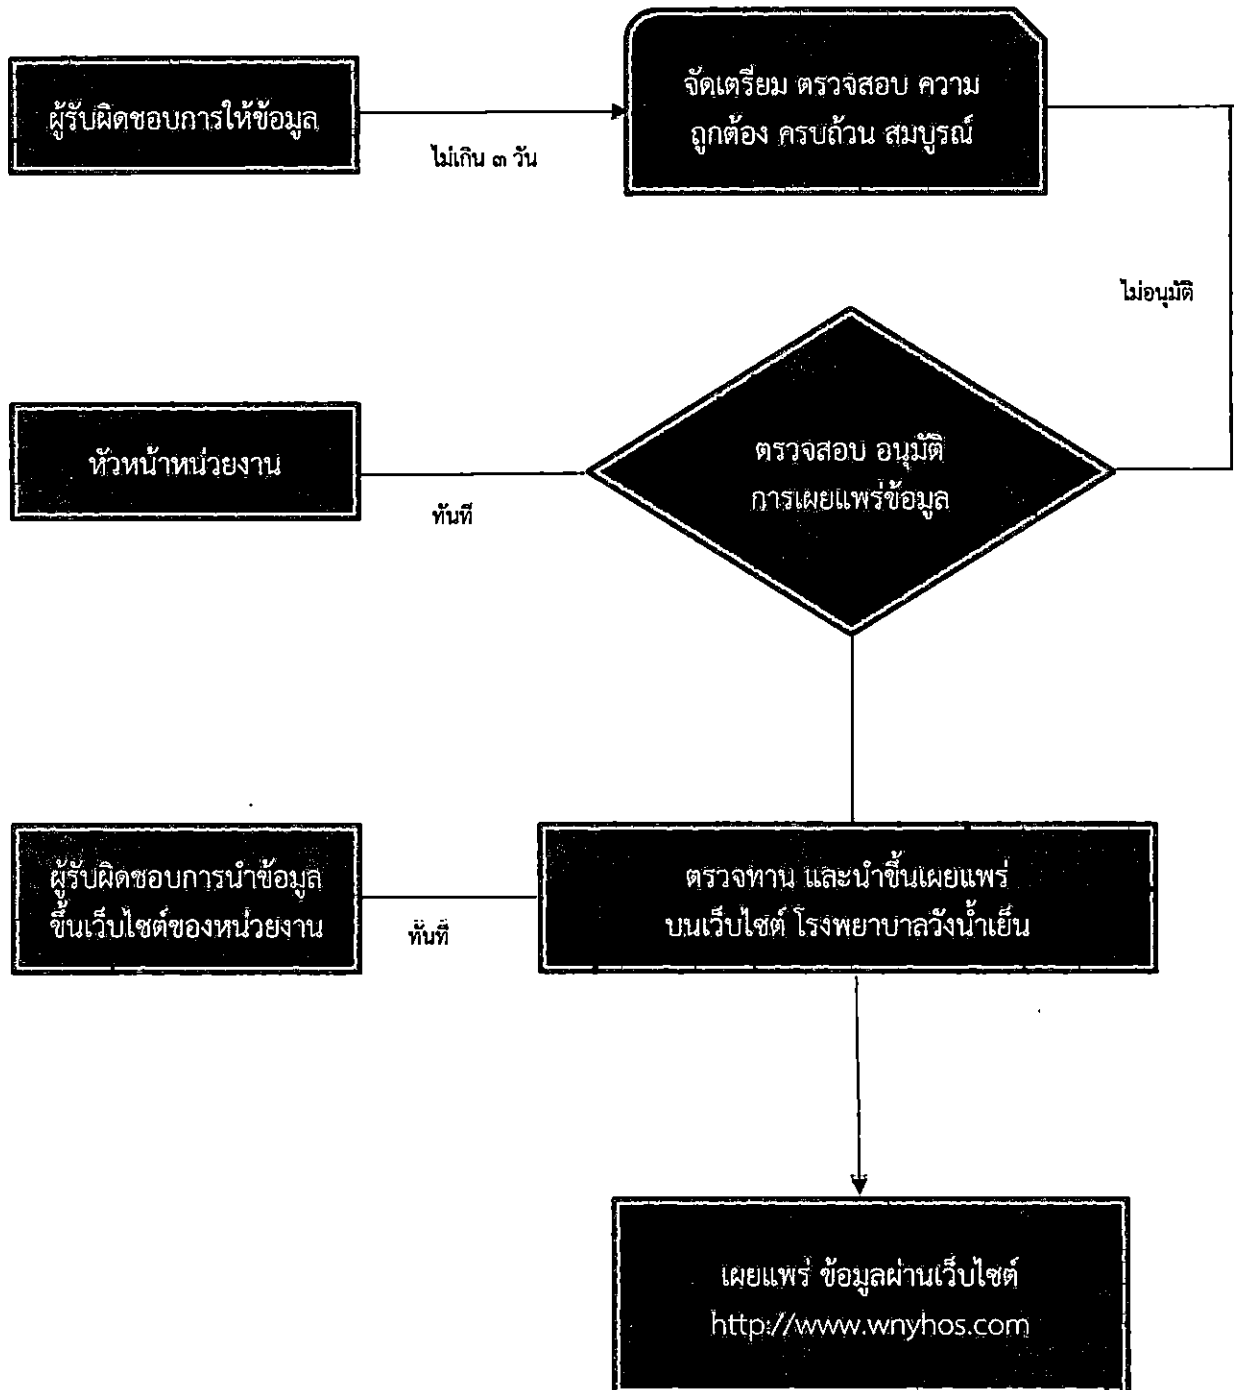 ผู้รับผิดชอบการให้ข้อมูล
ไม่เกิน ๓ วัน
จัดเตรียม ตรวจสอบ ความ
ถูกต้อง ครบถ้วน สมบูรณ์
ไม่อนุมัติ
หัวหน้าหน่วยงาน
ทันที
ตรวจสอบ อนุมัติ
การเผยแพร่ข้อมูล
ผู้รับผิดชอบการนำข้อมูล
ขึ้นเว็บไซต์ของหน่วยงาน
ทันที
ตรวจทาน และนำขึ้นเผยแพร่
บนเว็บไซต์ โรงพยาบาลวังน้ำเย็น
เผยแพร่ ข้อมูลผ่านเว็บไซต์
http://www.wnyhos.com